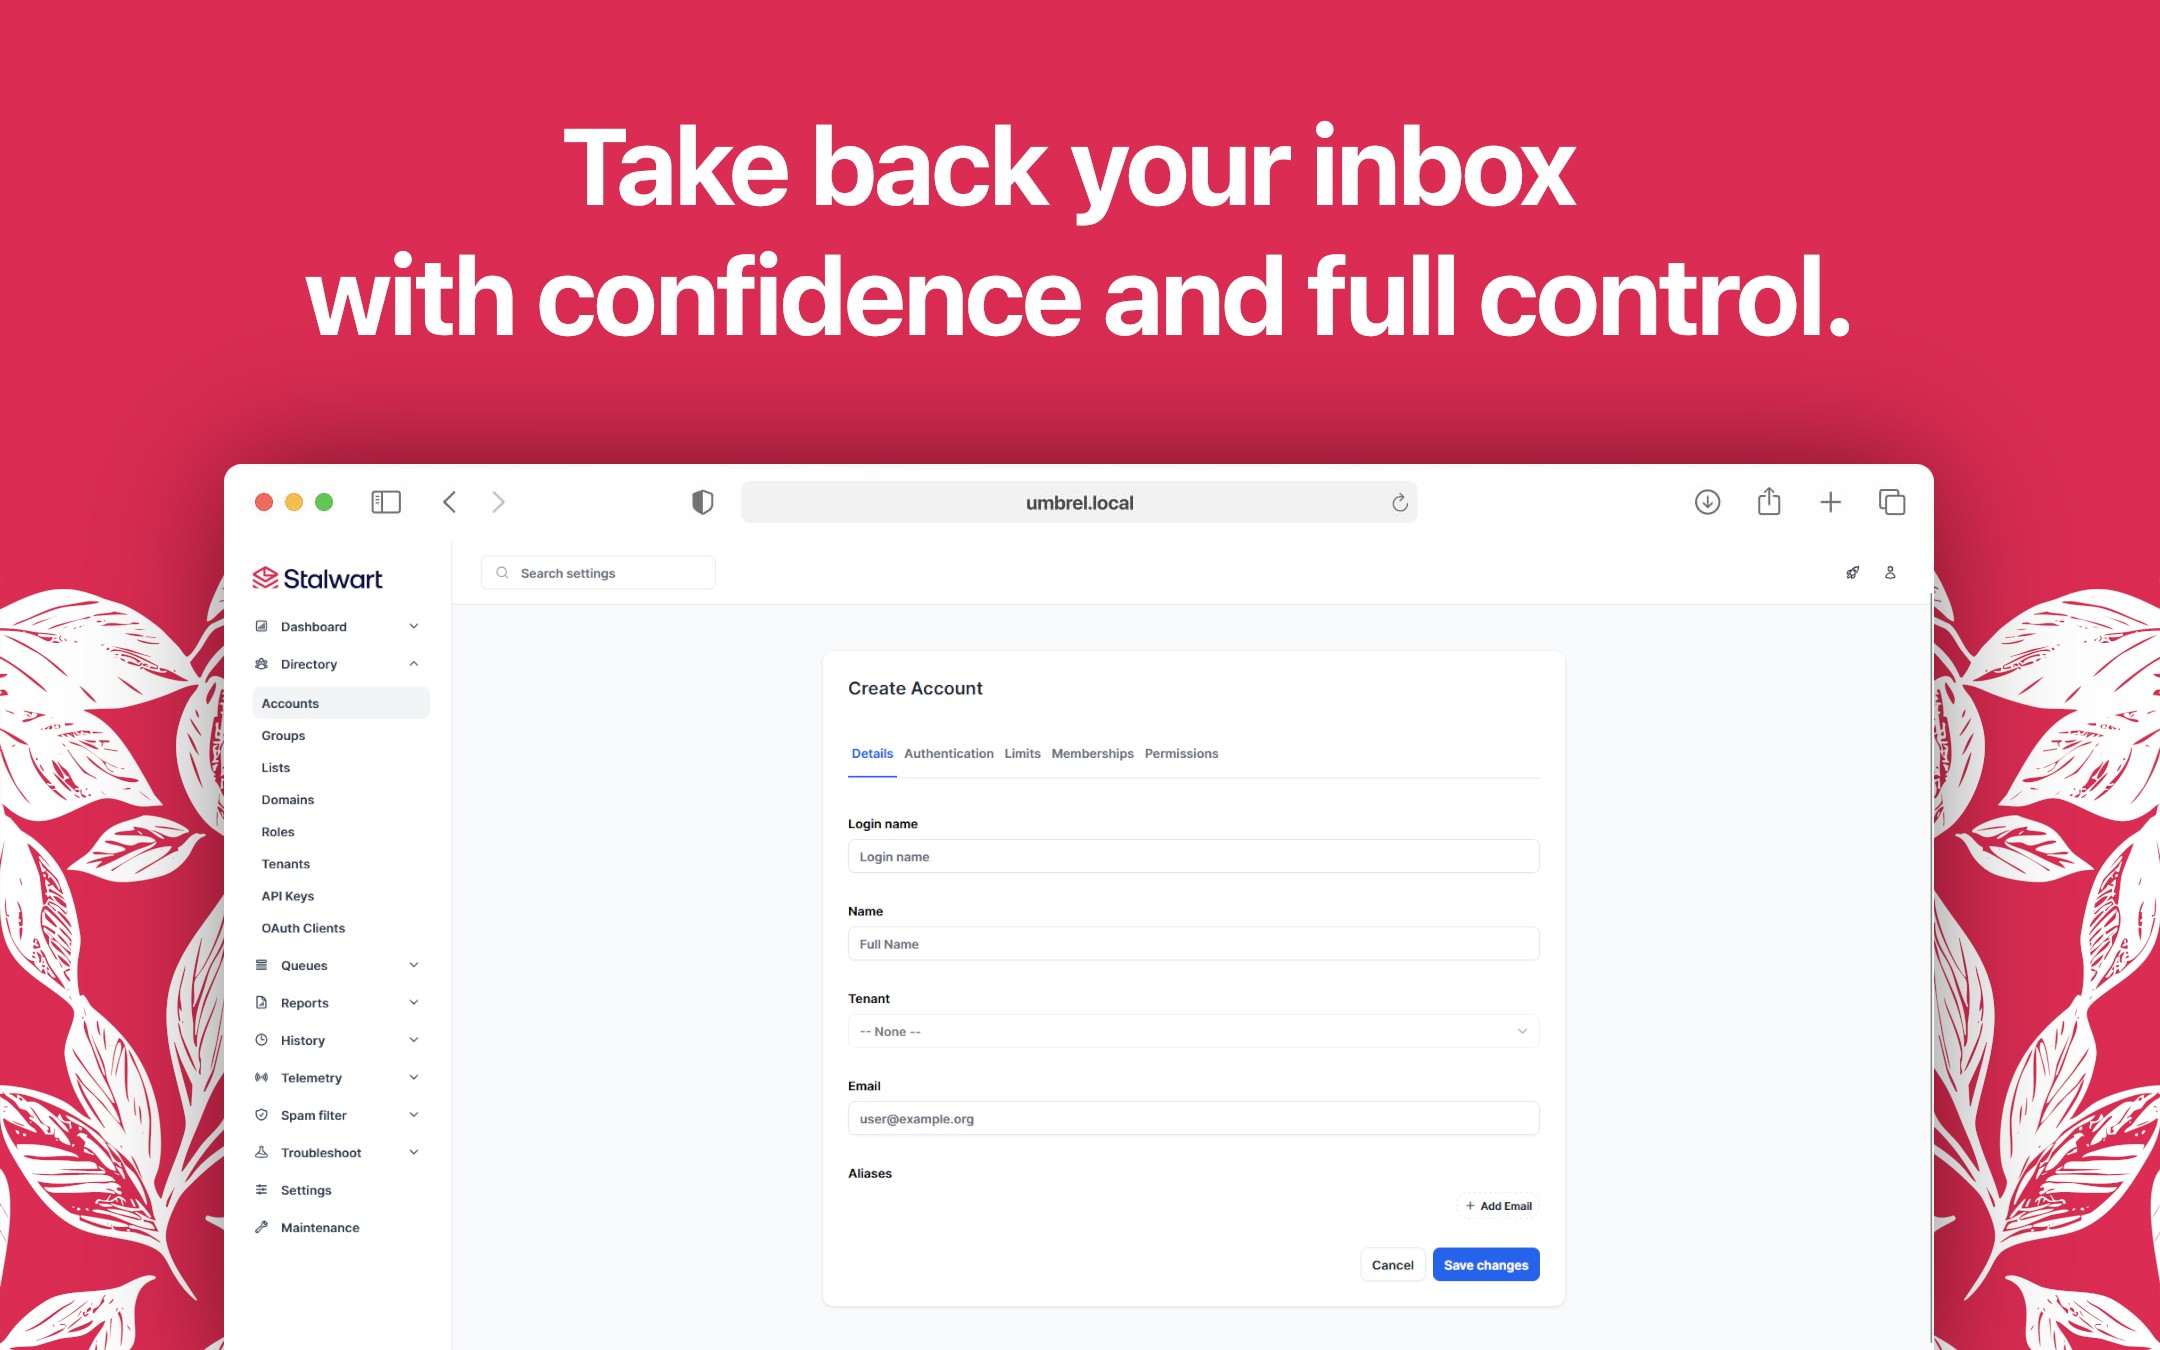 Take back your inbox
with confidence and full control.
umbrel.local
Stalwart
Search settings
Dashboard
Directory
Accounts
Groups
Lists
Domains
Roles
Tenants
API Keys
OAuth Clients
Queues
Reports
History
Telemetry
Spam filter
Troubleshoot
Settings
Maintenance
Create Account
Details Authentication Limits Memberships Permissions
Login name
Login name
Name
Full Name
Tenant
-- None --
Email
user@example.org
Aliases
+ Add Email
Cancel Save changes